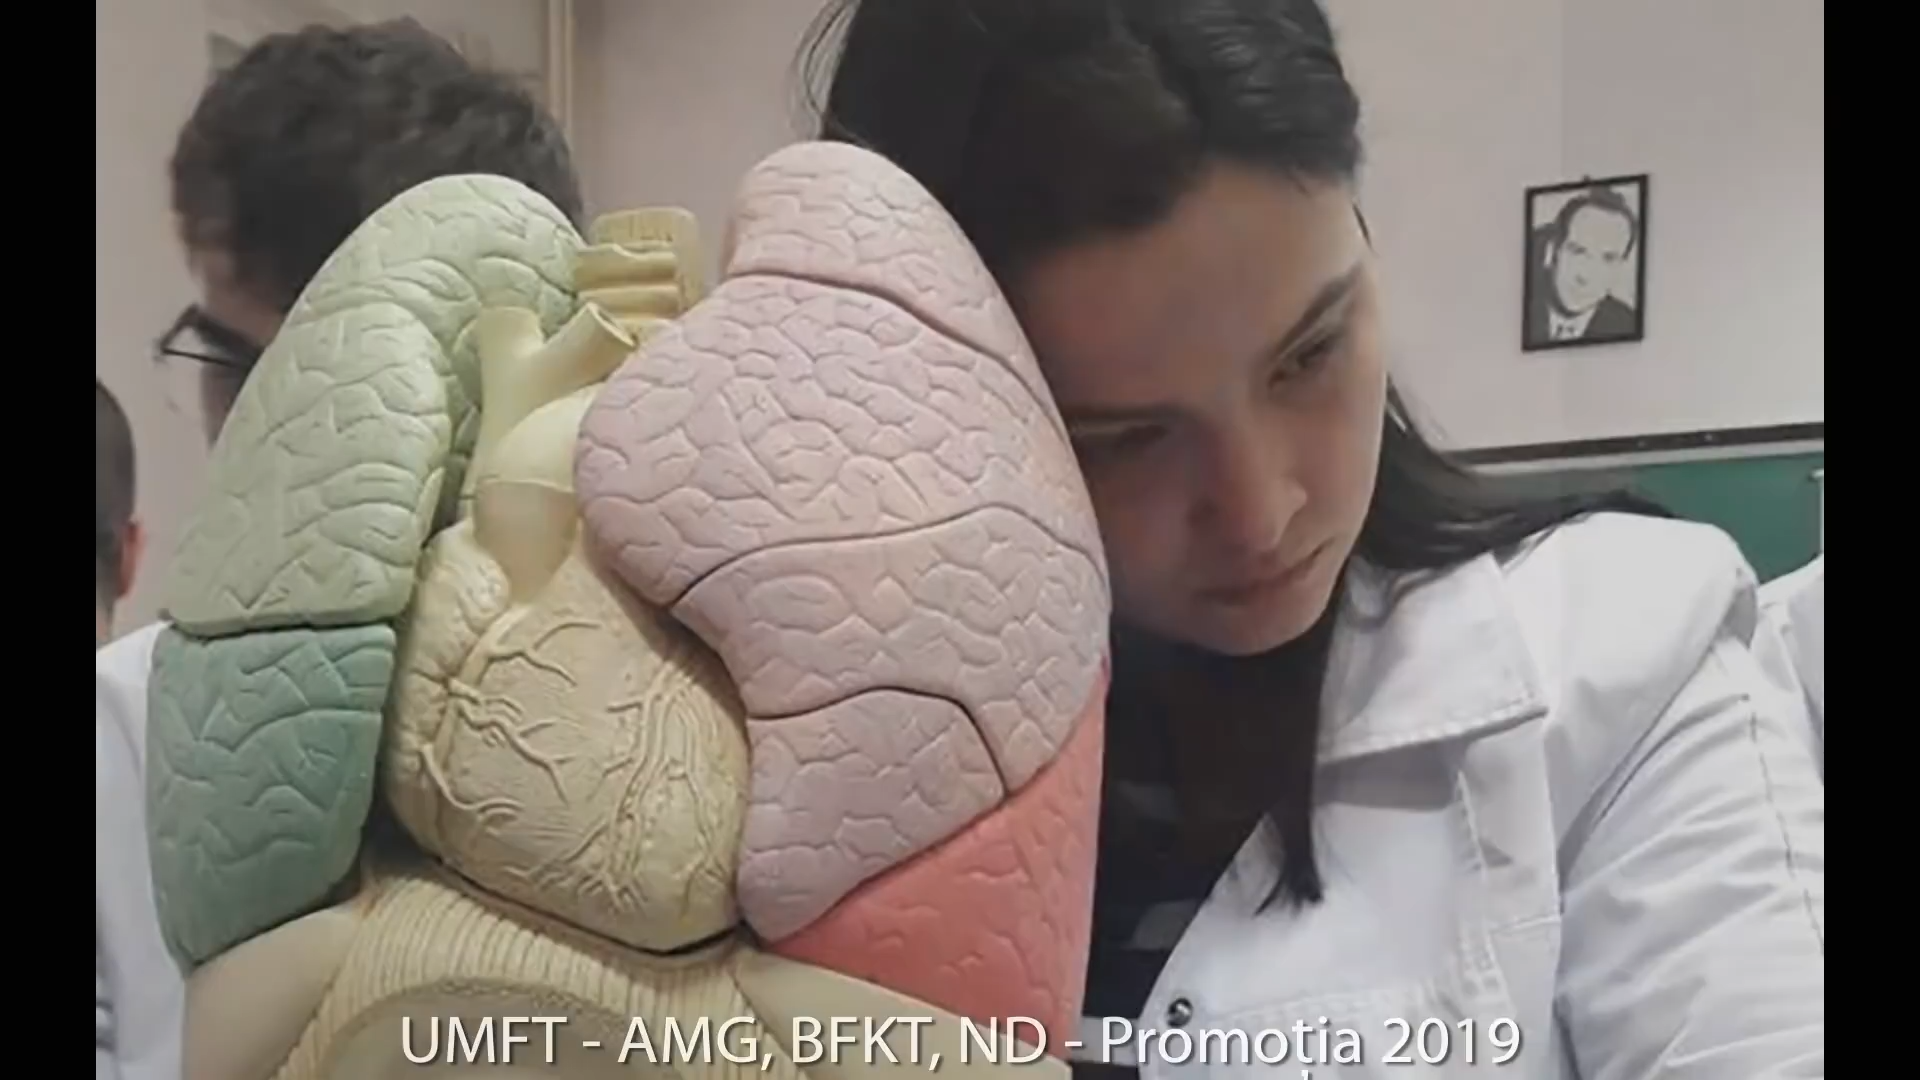 UMFT - AMG, BFKT, ND - Promoția 2019